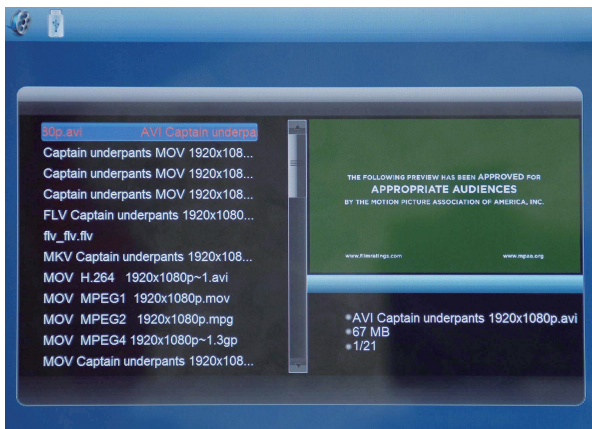 80p.avi AVI Captain underpa
Captain underpants MOV 1920x108...
Captain underpants MOV 1920x108...
Captain underpants MOV 1920x108...
FLV Captain underpants 1920x1080...
flv_flv.flv
MKV Captain underpants 1920x108...
MOV H.264 1920x1080p~1.avi
MOV MPEG1 1920x1080p.mov
MOV MPEG2 1920x1080p.mpg
MOV MPEG4 1920x1080p~1.3gp
MOV Captain underpants 1920x108...
THE FOLLOWING PREVIEW HAS BEEN APPROVED FOR
APPROPRIATE AUDIENCES
BY THE MOTION PICTURE ASSOCIATION OF AMERICA, INC.
www.filmratings.com www.mpaa.org
AVI Captain underpants 1920x1080p.avi
67 MB
1/21